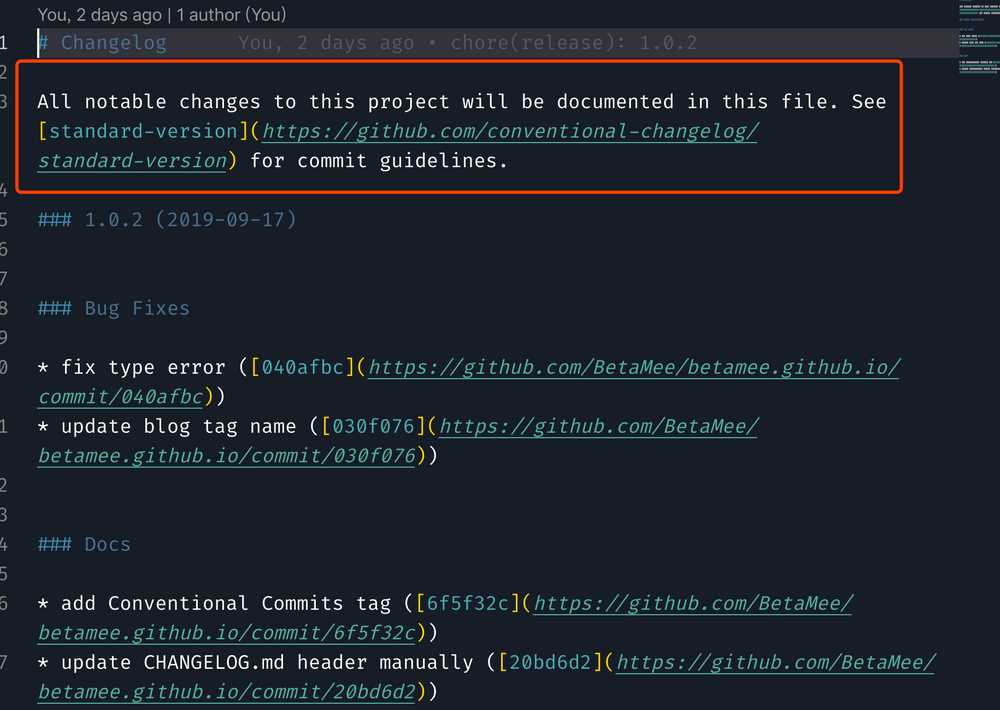 You, 2 days ago | 1 author (You)
1 # Changelog You, 2 days ago • chore(release): 1.0.2
2
3 All notable changes to this project will be documented in this file. See
[standard-version](https://github.com/conventional-changelog/
standard-version) for commit guidelines.
4
5 ### 1.0.2 (2019-09-17)
6
7
8 ### Bug Fixes
9
0 * fix type error ([040afbc](https://github.com/BetaMee/betamee.github.io/
commit/040afbc))
1 * update blog tag name ([030f076](https://github.com/BetaMee/
betamee.github.io/commit/030f076))
2
3
4 ### Docs
5
6 * add Conventional Commits tag ([6f5f32c](https://github.com/BetaMee/
betamee.github.io/commit/6f5f32c))
7 * update CHANGELOG.md header manually ([20bd6d2](https://github.com/BetaMee/
betamee.github.io/commit/20bd6d2))